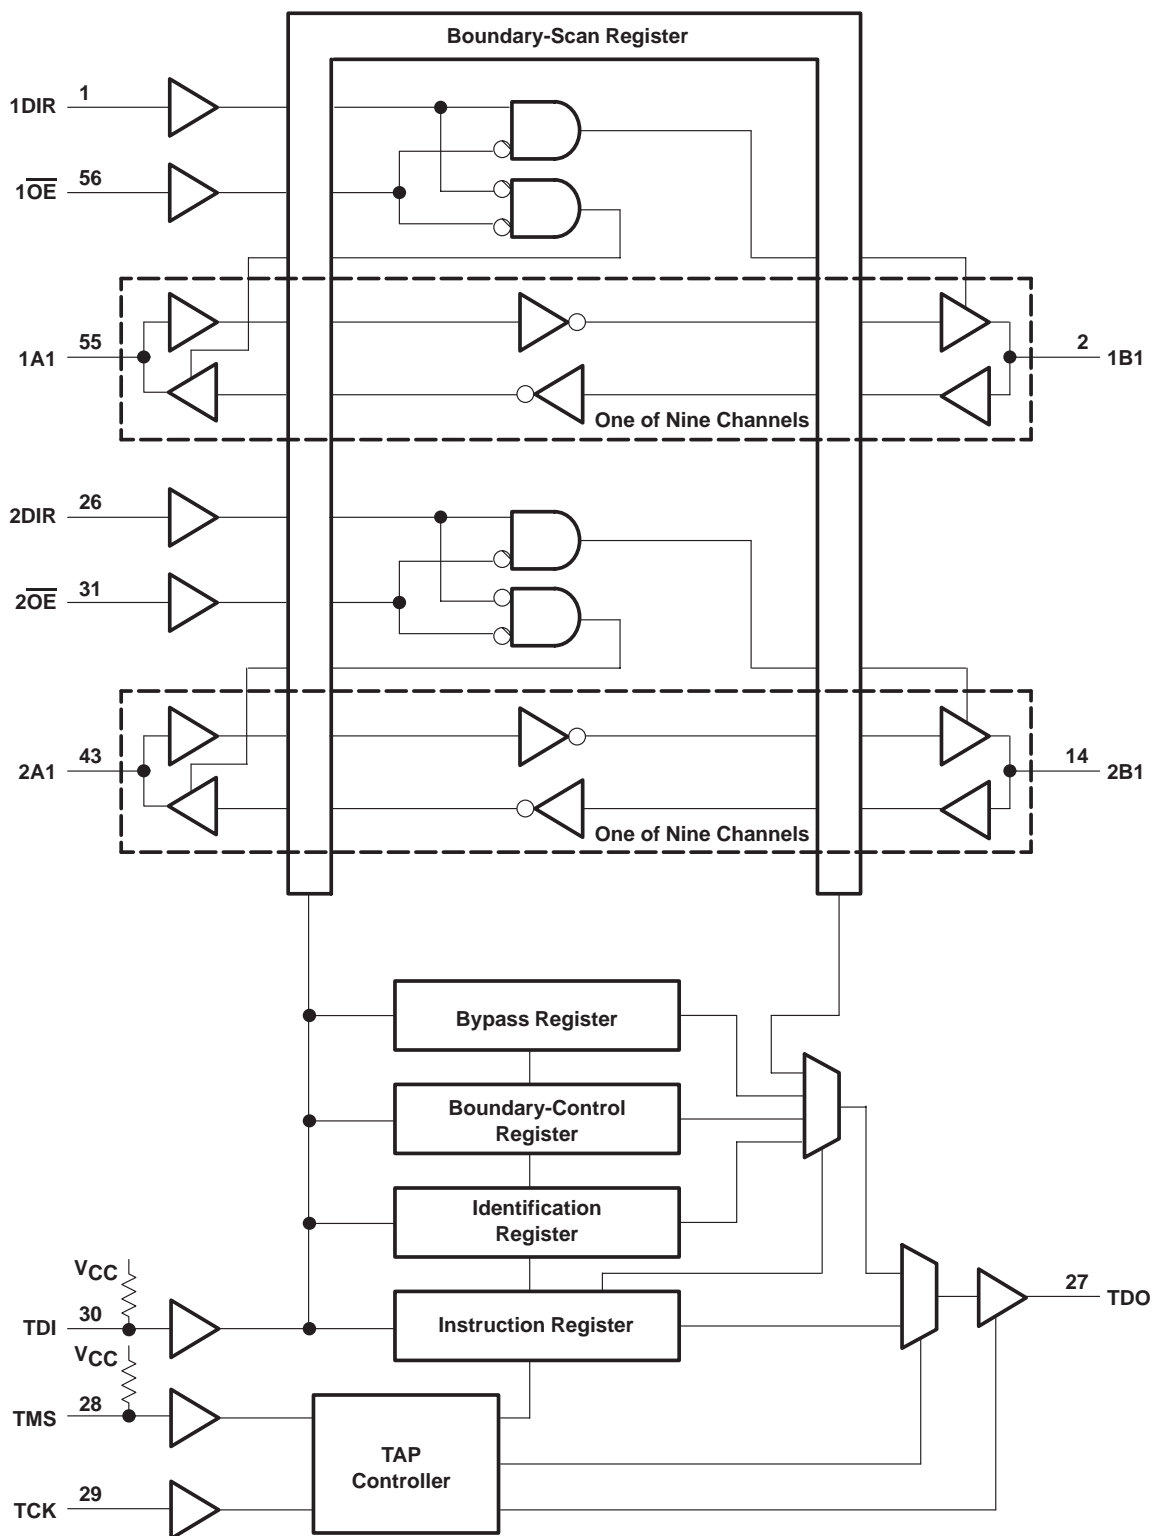 Boundary-Scan Register
1DIR 1
1O̅E̅ 56
1A1 55
2 1B1
One of Nine Channels
2DIR 26
2O̅E̅ 31
2A1 43
14 2B1
One of Nine Channels
Bypass Register
Boundary-Control
Register
Identification
Register
VCC
TDI 30
Instruction Register
27 TDO
VCC
TMS 28
TAP
Controller
TCK 29